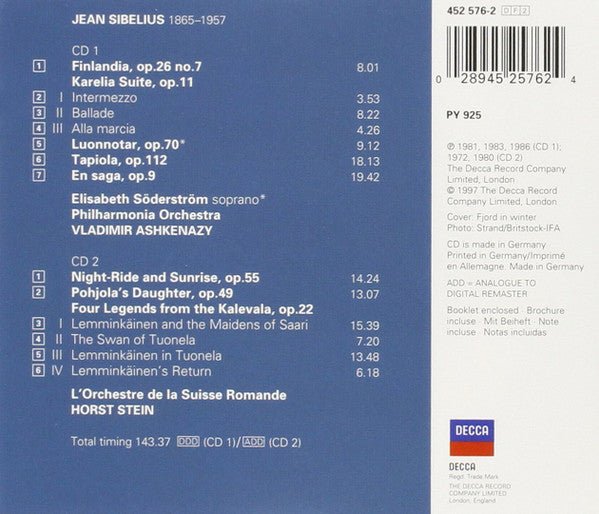 JEAN SIBELIUS 1865–1957
CD 1
1 Finlandia, op.26 no.7 8.01
Karelia Suite, op.11
2 I Intermezzo 3.53
3 II Ballade 8.22
4 III Alla marcia 4.26
5 Luonnotar, op.70* 9.12
6 Tapiola, op.112 18.13
7 En saga, op.9 19.42
Elisabeth Söderström soprano*
Philharmonia Orchestra
VLADIMIR ASHKENAZY
CD 2
1 Night-Ride and Sunrise, op.55 14.24
2 Pohjola's Daughter, op.49 13.07
Four Legends from the Kalevala, op.22
3 I Lemminkäinen and the Maidens of Saari 15.39
4 II The Swan of Tuonela 7.20
5 III Lemminkäinen in Tuonela 13.48
6 IV Lemminkäinen's Return 6.18
L'Orchestre de la Suisse Romande
HORST STEIN
Total timing 143.37 DDD (CD 1)/ADD (CD 2)
452 576-2 DF2
0 28945 25762 4
PY 925
℗ 1981, 1983, 1986 (CD 1);
1972, 1980 (CD 2)
The Decca Record Company
Limited, London
© 1997 The Decca Record
Company Limited, London
Cover: Fjord in winter
Photo: Strand/Britstock-IFA
CD is made in Germany
Printed in Germany/Imprimé
en Allemagne. Made in Germany
ADD = ANALOGUE TO
DIGITAL REMASTER
Booklet enclosed · Brochure
incluse · Mit Beiheft · Note
incluse · Notas incluidas
DECCA
DECCA
Regd. Trade Mark
THE DECCA RECORD
COMPANY LIMITED
London, England